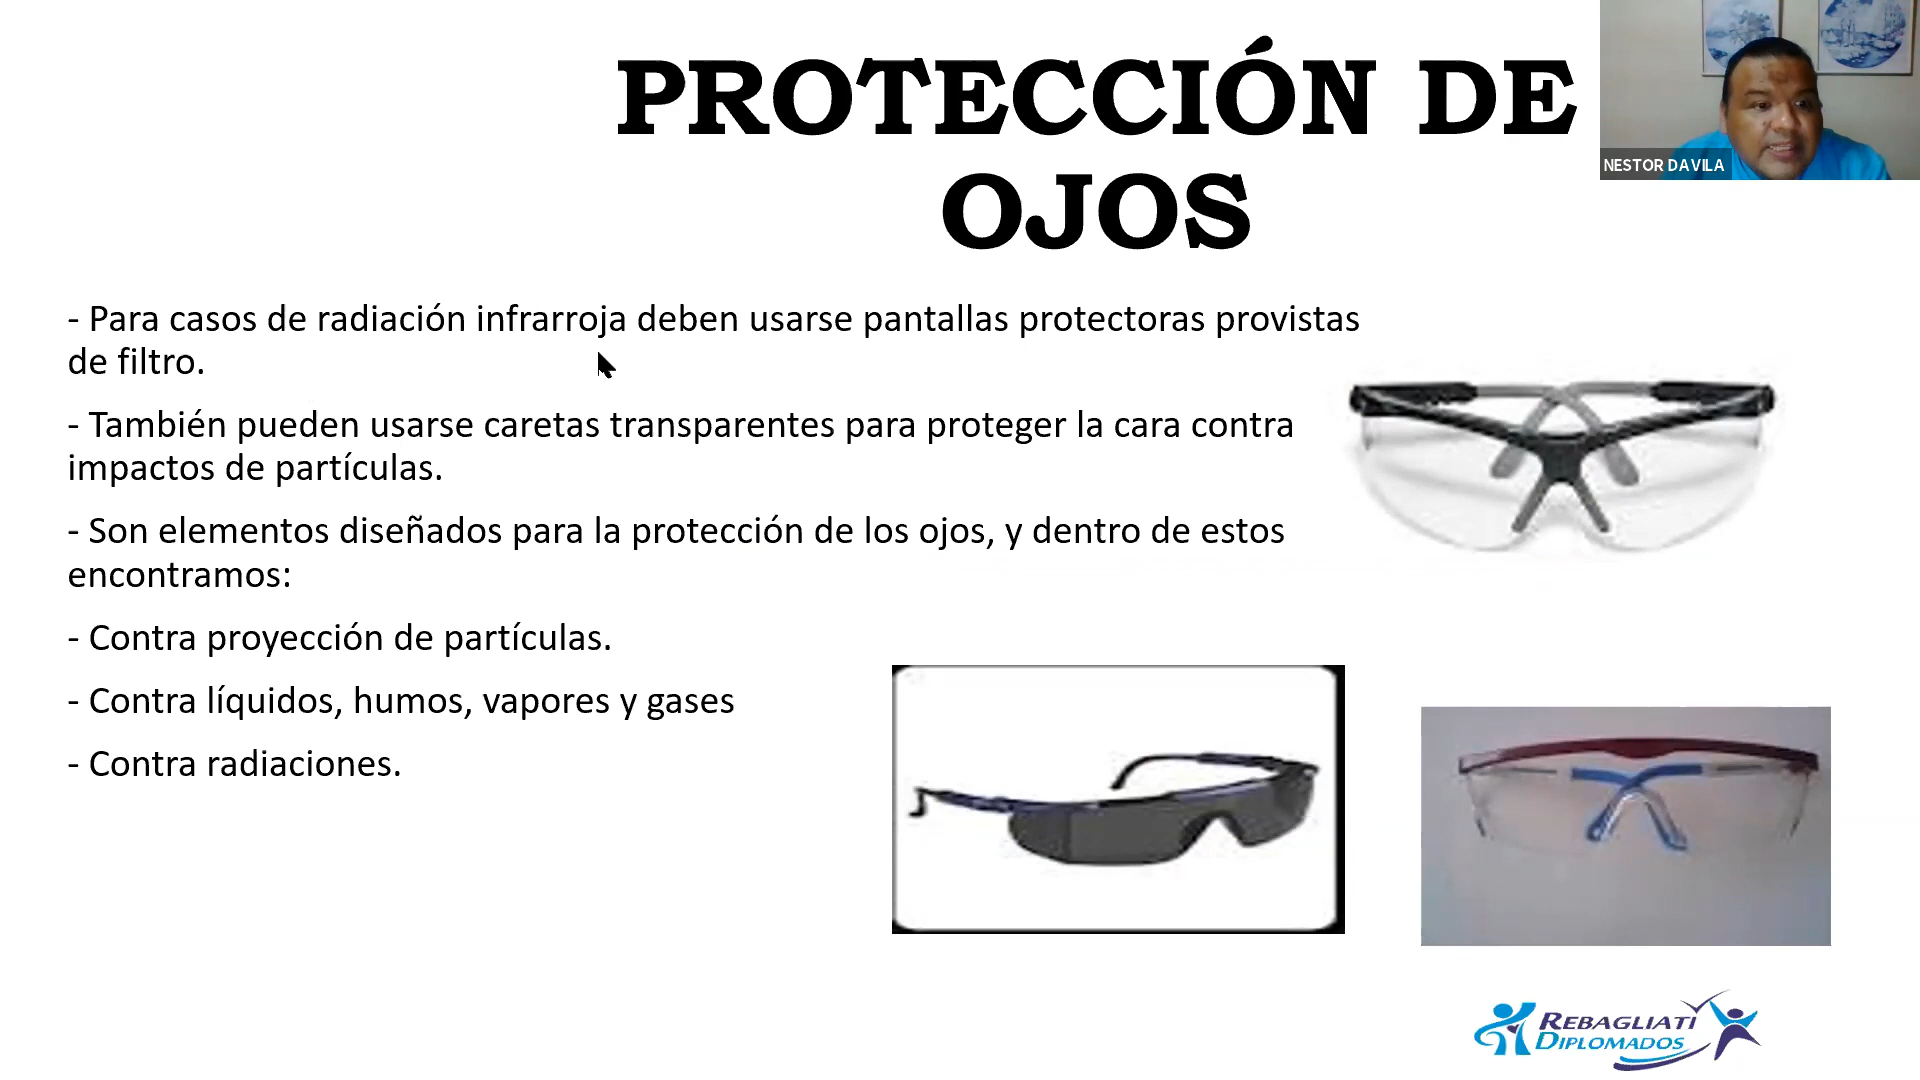 PROTECCIÓN DE
OJOS
NESTOR DAVILA
- Para casos de radiación infrarroja deben usarse pantallas protectoras provistas
de filtro.
- También pueden usarse caretas transparentes para proteger la cara contra
impactos de partículas.
- Son elementos diseñados para la protección de los ojos, y dentro de estos
encontramos:
- Contra proyección de partículas.
- Contra líquidos, humos, vapores y gases
- Contra radiaciones.
REBAGLIATI
DIPLOMADOS